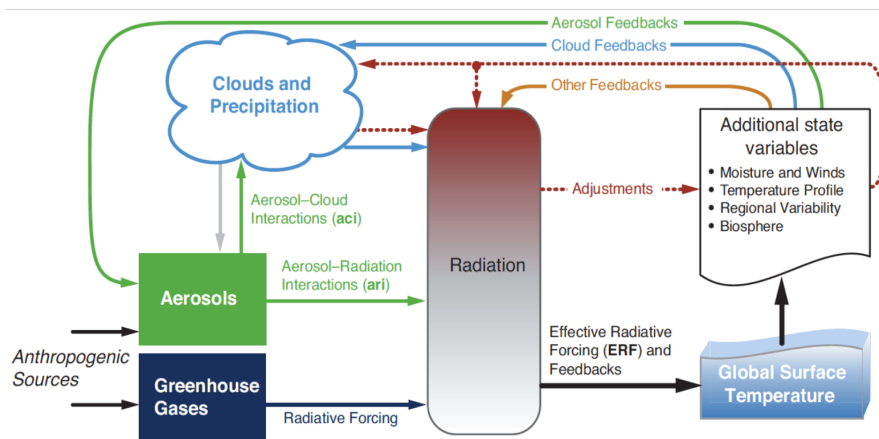 Aerosol Feedbacks
Cloud Feedbacks
Other Feedbacks
Clouds and
Precipitation
Additional state
variables
• Moisture and Winds
• Temperature Profile
• Regional Variability
• Biosphere
Adjustments
Aerosol–Cloud
Interactions (aci)
Aerosol–Radiation
Interactions (ari)
Radiation
Aerosols
Anthropogenic
Sources
Greenhouse
Gases
Radiative Forcing
Effective Radiative
Forcing (ERF) and
Feedbacks
Global Surface
Temperature